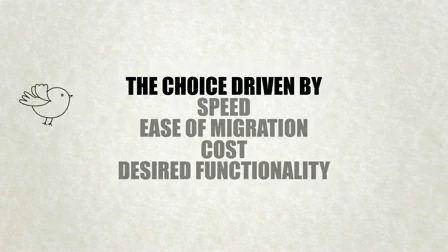 THE CHOICE DRIVEN BY
SPEED
EASE OF MIGRATION
COST
DESIRED FUNCTIONALITY